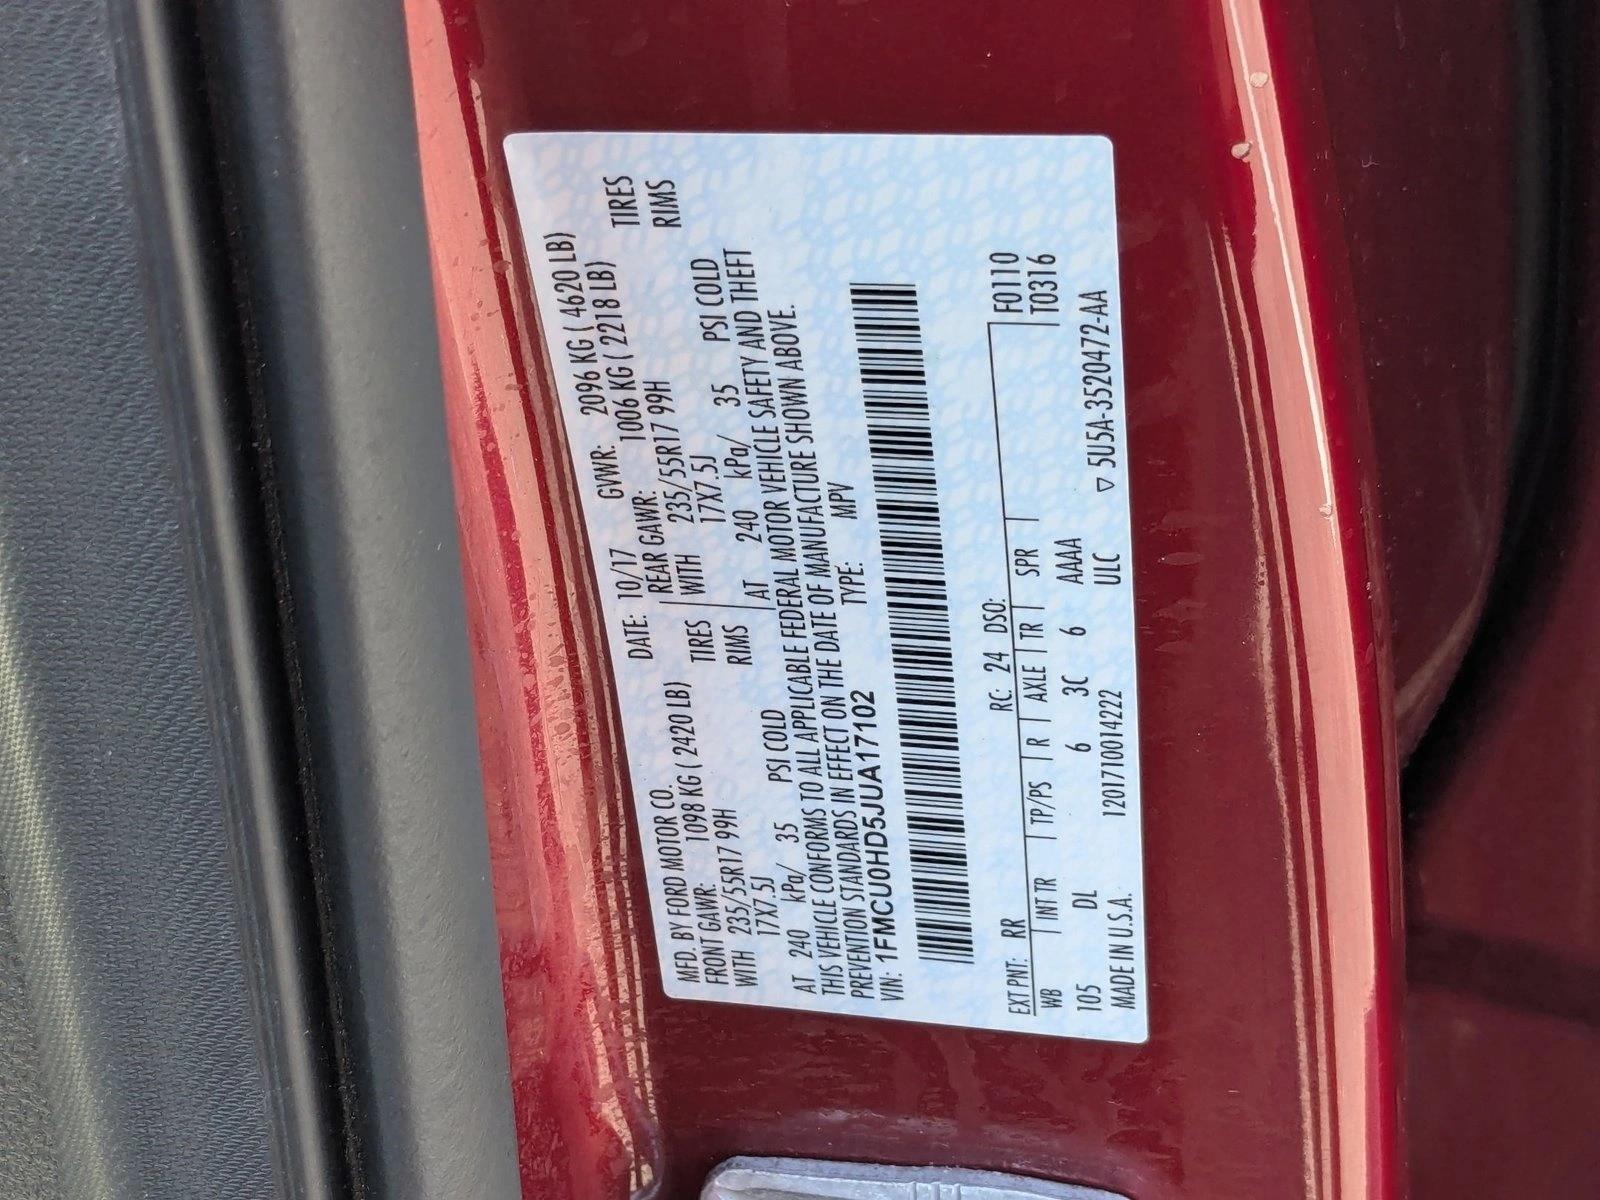 MFD. BY FORD MOTOR CO. DATE: 10/17 GVWR: 2096 KG ( 4620 LB)
FRONT GAWR: 1098 KG ( 2420 LB) REAR GAWR: 1006 KG ( 2218 LB)
WITH 235/55R17 99H TIRES WITH 235/55R17 99H TIRES
17X7.5J RIMS 17X7.5J RIMS
AT 240 kPa/ 35 PSI COLD AT 240 kPa/ 35 PSI COLD
THIS VEHICLE CONFORMS TO ALL APPLICABLE FEDERAL MOTOR VEHICLE SAFETY AND THEFT
PREVENTION STANDARDS IN EFFECT ON THE DATE OF MANUFACTURE SHOWN ABOVE.
VIN: 1FMCU0HD5JUA17102 TYPE: MPV
EXT PNT: RR RC: 24 DSO: F0110
WB INT TR TP/PS R AXLE TR SPR T0316
105 DL 6 3C 6 AAAA
MADE IN U.S.A. 1201710014222 ULC ▽ 5U5A-3520472-AA